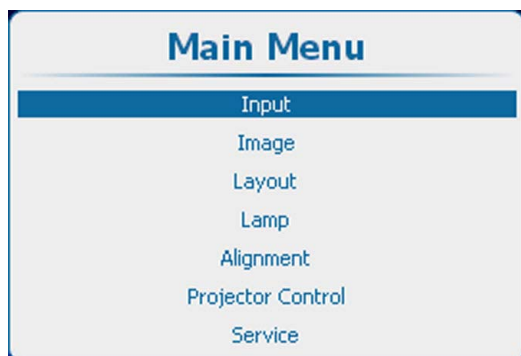 Main Menu
Input
Image
Layout
Lamp
Alignment
Projector Control
Service